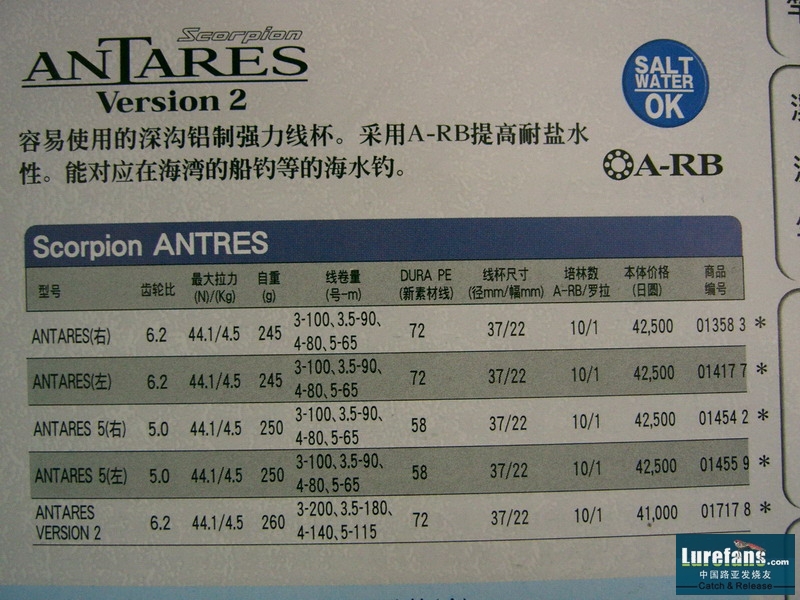 Scorpion
ANTARES
Version 2
SALT
WATER
OK
容易使用的深沟铝制强力线杯。采用A-RB提高耐盐水
性。能对应在海湾的船钓等的海水钓。
A-RB
Scorpion ANTRES
型号 齿轮比 最大拉力 (N)/(Kg) 自重 (g) 线卷量 (号-m) DURA PE (新素材线) 线杯尺寸 (径mm/幅mm) 培林数 A-RB/罗拉 本体价格 (日圆) 商品 编号
ANTARES(右) 6.2 44.1/4.5 245 3-100、3.5-90、 4-80、5-65 72 37/22 10/1 42,500 01358 3 *
ANTARES(左) 6.2 44.1/4.5 245 3-100、3.5-90、 4-80、5-65 72 37/22 10/1 42,500 01417 7 *
ANTARES 5(右) 5.0 44.1/4.5 250 3-100、3.5-90、 4-80、5-65 58 37/22 10/1 42,500 01454 2 *
ANTARES 5(左) 5.0 44.1/4.5 250 3-100、3.5-90、 4-80、5-65 58 37/22 10/1 42,500 01455 9 *
ANTARES VERSION 2 6.2 44.1/4.5 260 3-200、3.5-180、 4-140、5-115 72 37/22 10/1 41,000 01717 8 *
Lurefans.com
中国路亚发烧友
Catch & Release